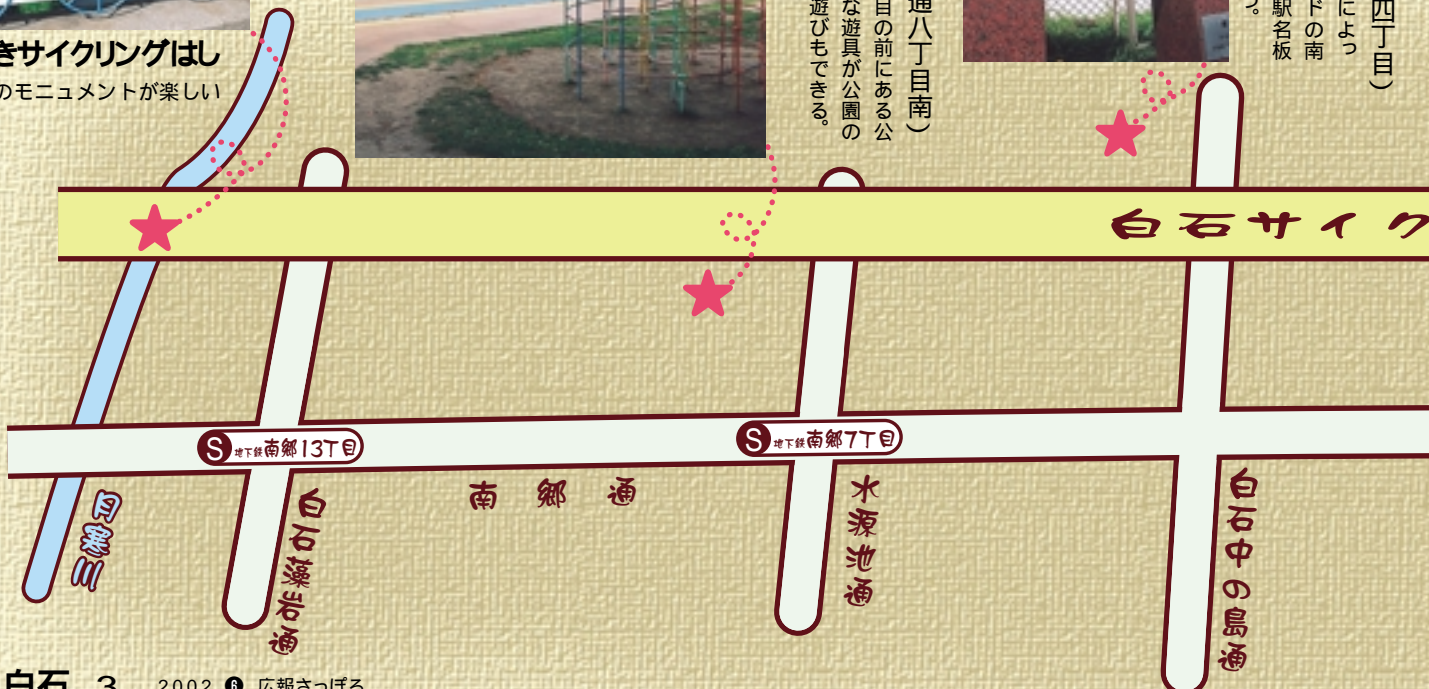 四丁目）
によっ
ドの南
駅名板
つ。
通八丁目南）
目の前にある公
な遊具が公園の
遊びもできる。
きサイクリングはし
のモニュメントが楽しい
白石サイク
S 地下鉄南郷13丁目
S 地下鉄南郷7丁目
月寒川
白石藻岩通
南郷通
水源池通
白石中の島通
白石 3 2002 6 広報さっぽろ